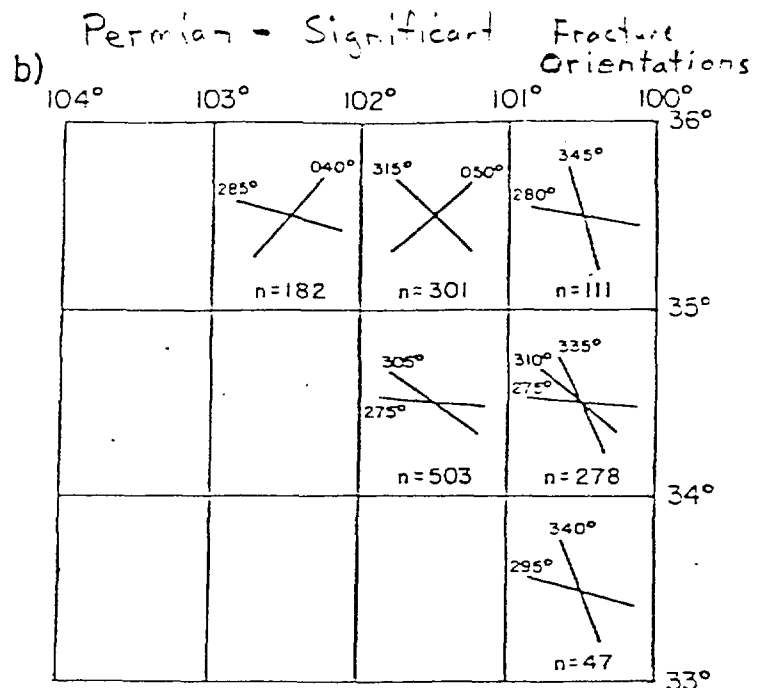 Permian - Significant Fracture Orientations
b)
104° 103° 102° 101° 100°
36°
285° 040° 315° 050° 280° 345°
n=182 n=301 n=111
35°
305° 275° 310° 335° 275°
n=503 n=278
34°
295° 340°
n=47
33°